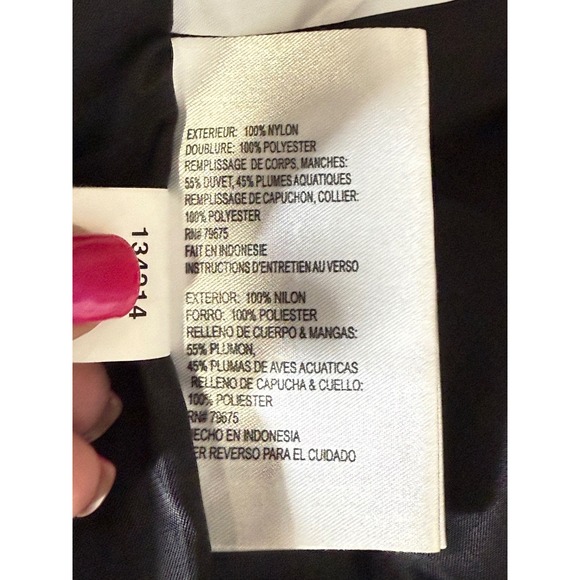 EXTERIEUR: 100% NYLON
DOUBLURE: 100% POLYESTER
REMPLISSAGE DE CORPS, MANCHES:
55% DUVET, 45% PLUMES AQUATIQUES
REMPLISSAGE DE CAPUCHON, COLLIER:
100% POLYESTER
RN# 79675
FAIT EN INDONESIE
INSTRUCTIONS D'ENTRETIEN AU VERSO
EXTERIOR: 100% NILON
FORRO: 100% POLIESTER
RELLENO DE CUERPO & MANGAS:
55% PLUMON,
45% PLUMAS DE AVES ACUATICAS
RELLENO DE CAPUCHA & CUELLO:
100% POLIESTER
RN# 79675
ECHO EN INDONESIA
ER REVERSO PARA EL CUIDADO